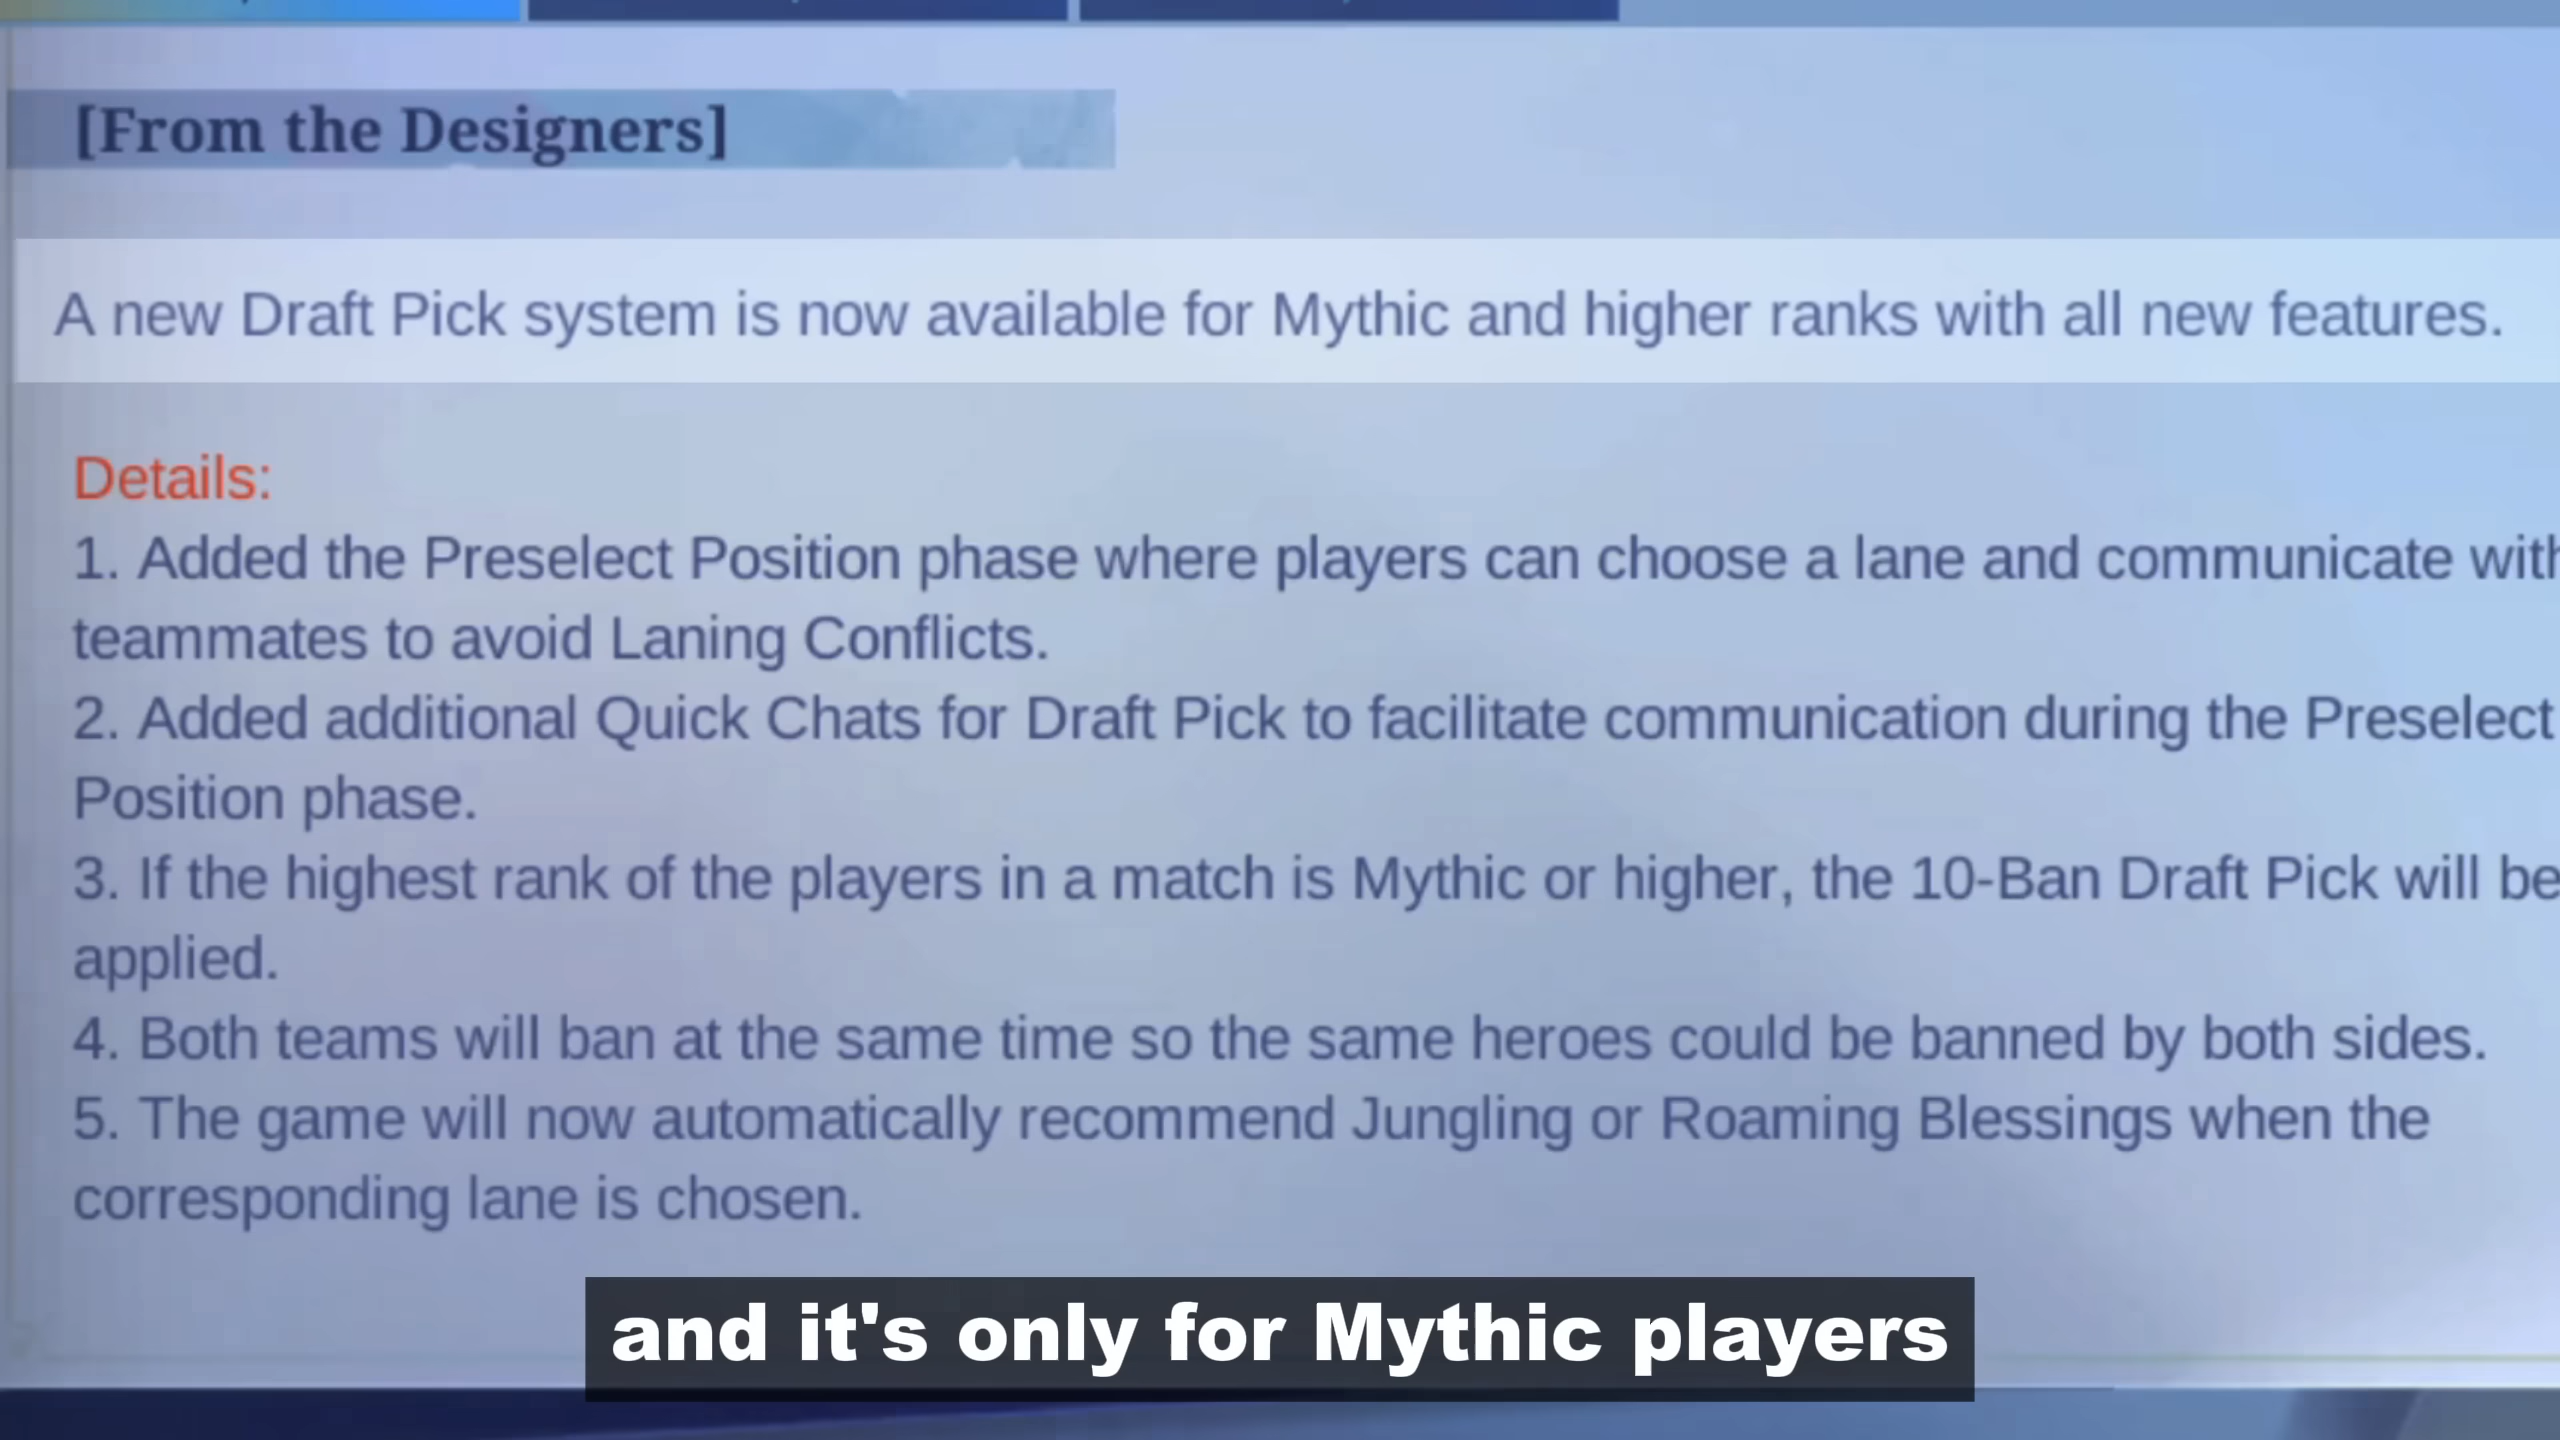 [From the Designers]
A new Draft Pick system is now available for Mythic and higher ranks with all new features.
Details:
1. Added the Preselect Position phase where players can choose a lane and communicate with
teammates to avoid Laning Conflicts.
2. Added additional Quick Chats for Draft Pick to facilitate communication during the Preselect
Position phase.
3. If the highest rank of the players in a match is Mythic or higher, the 10-Ban Draft Pick will be
applied.
4. Both teams will ban at the same time so the same heroes could be banned by both sides.
5. The game will now automatically recommend Jungling or Roaming Blessings when the
corresponding lane is chosen.
and it's only for Mythic players